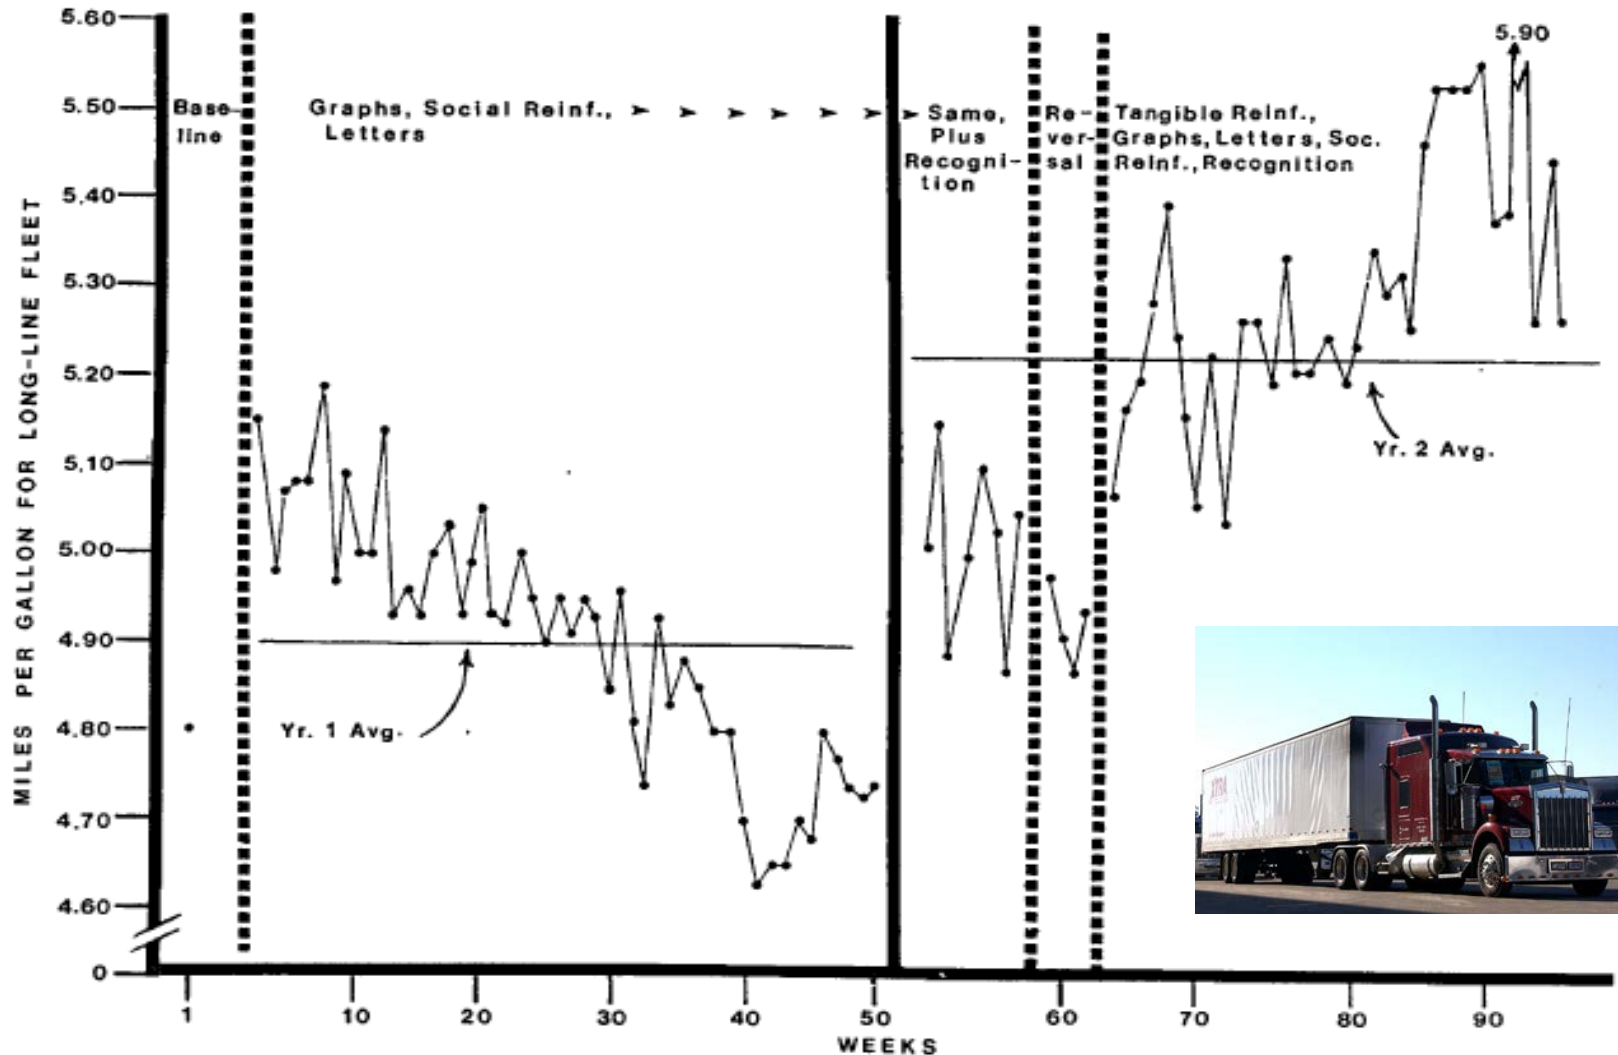 5.60
5.50
5.40
5.30
5.20
5.10
5.00
4.90
4.80
4.70
4.60
0
MILES PER GALLON FOR LONG-LINE FLEET
Base-
line
Graphs, Social Reinf.,
Letters
Same,
Plus
Recogni-
tion
Re-
ver-
sal
Tangible Reinf.,
Graphs, Letters, Soc.
Reinf., Recognition
5.90
Yr. 1 Avg.
Yr. 2 Avg.
XTRA
1
10
20
30
40
50
60
70
80
90
WEEKS